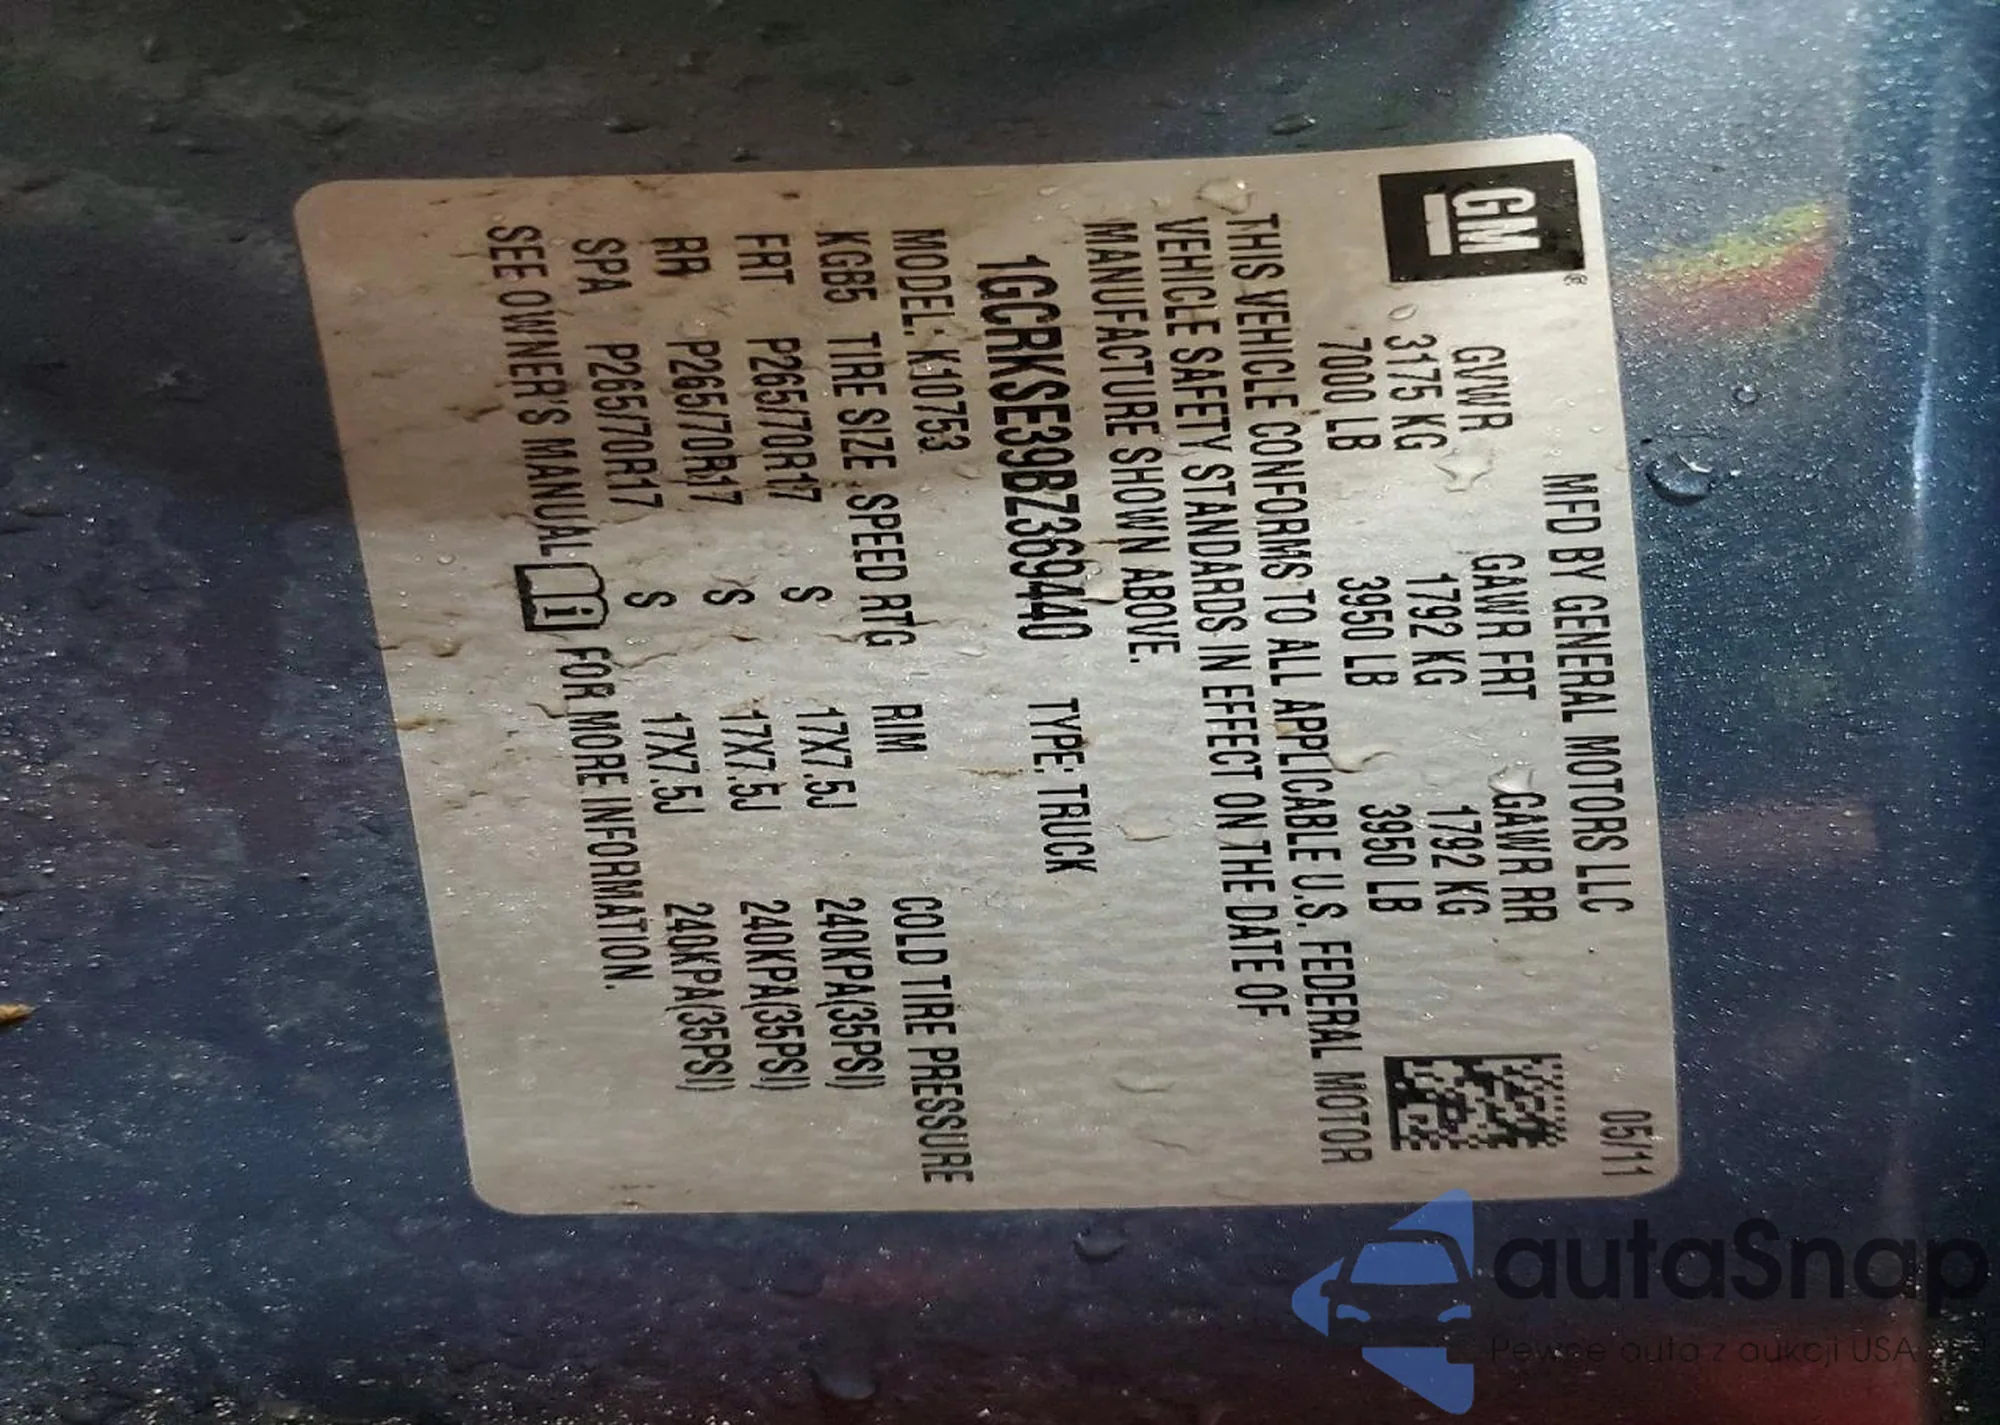 GM®
MFD BY GENERAL MOTORS LLC 05/11
GVWR GAWR FRT GAWR RR
3175 KG 1792 KG 1792 KG
7000 LB 3950 LB 3950 LB
THIS VEHICLE CONFORMS TO ALL APPLICABLE U.S. FEDERAL MOTOR
VEHICLE SAFETY STANDARDS IN EFFECT ON THE DATE OF
MANUFACTURE SHOWN ABOVE.
1GCRKSE39BZ369440 TYPE: TRUCK
MODEL: K10753
KGB5 TIRE SIZE SPEED RTG RIM COLD TIRE PRESSURE
FRT P265/70R17 S 17X7.5J 240KPA(35PSI)
RR P265/70R17 S 17X7.5J 240KPA(35PSI)
SPA P265/70R17 S 17X7.5J 240KPA(35PSI)
SEE OWNER'S MANUAL i FOR MORE INFORMATION.
autaSnap
Pewne auta z aukcji USA